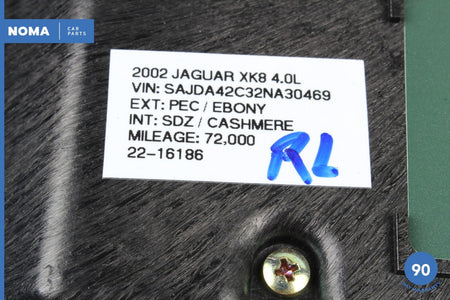 NOMA CAR PARTS
2002 JAGUAR XK8 4.0L
VIN: SAJDA42C32NA30469
EXT: PEC / EBONY
INT: SDZ / CASHMERE
MILEAGE: 72,000
22-16186
RL
90